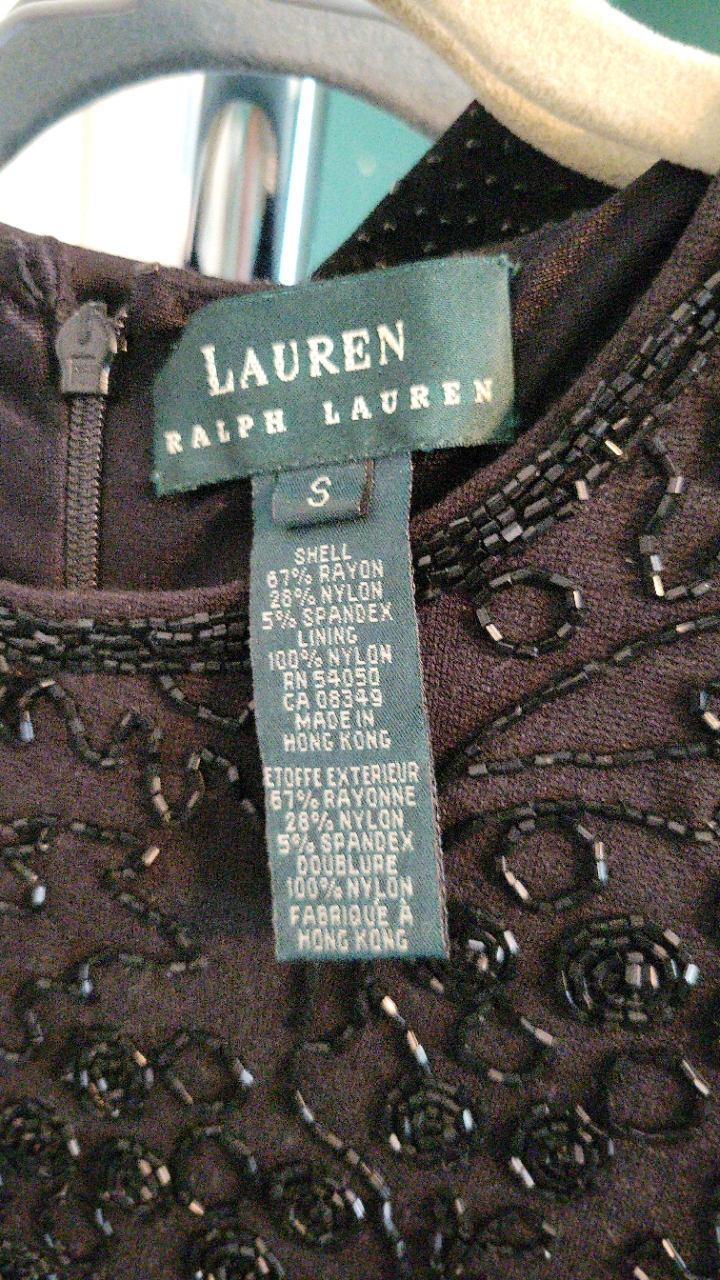 LAUREN
RALPH LAUREN
S
SHELL
67% RAYON
28% NYLON
5% SPANDEX
LINING
100% NYLON
RN 54050
CA 08349
MADE IN
HONG KONG
ETOFFE EXTERIEUR
67% RAYONNE
28% NYLON
5% SPANDEX
DOUBLURE
100% NYLON
FABRIQUÉ À
HONG KONG